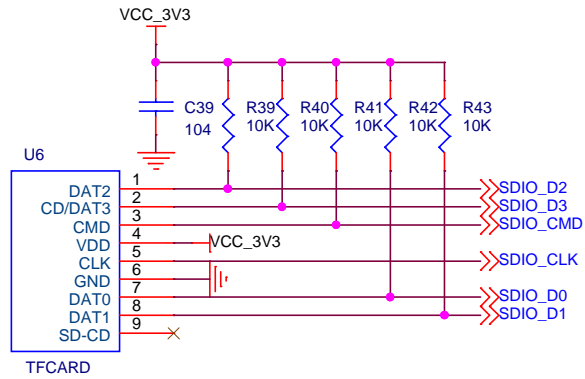 VCC_3V3
C39
104
R39
10K
R40
10K
R41
10K
R42
10K
R43
10K
U6
DAT2 1 SDIO_D2
CD/DAT3 2 SDIO_D3
CMD 3 SDIO_CMD
VDD 4 VCC_3V3
CLK 5 SDIO_CLK
GND 6
DAT0 7 SDIO_D0
DAT1 8 SDIO_D1
SD-CD 9
TFCARD